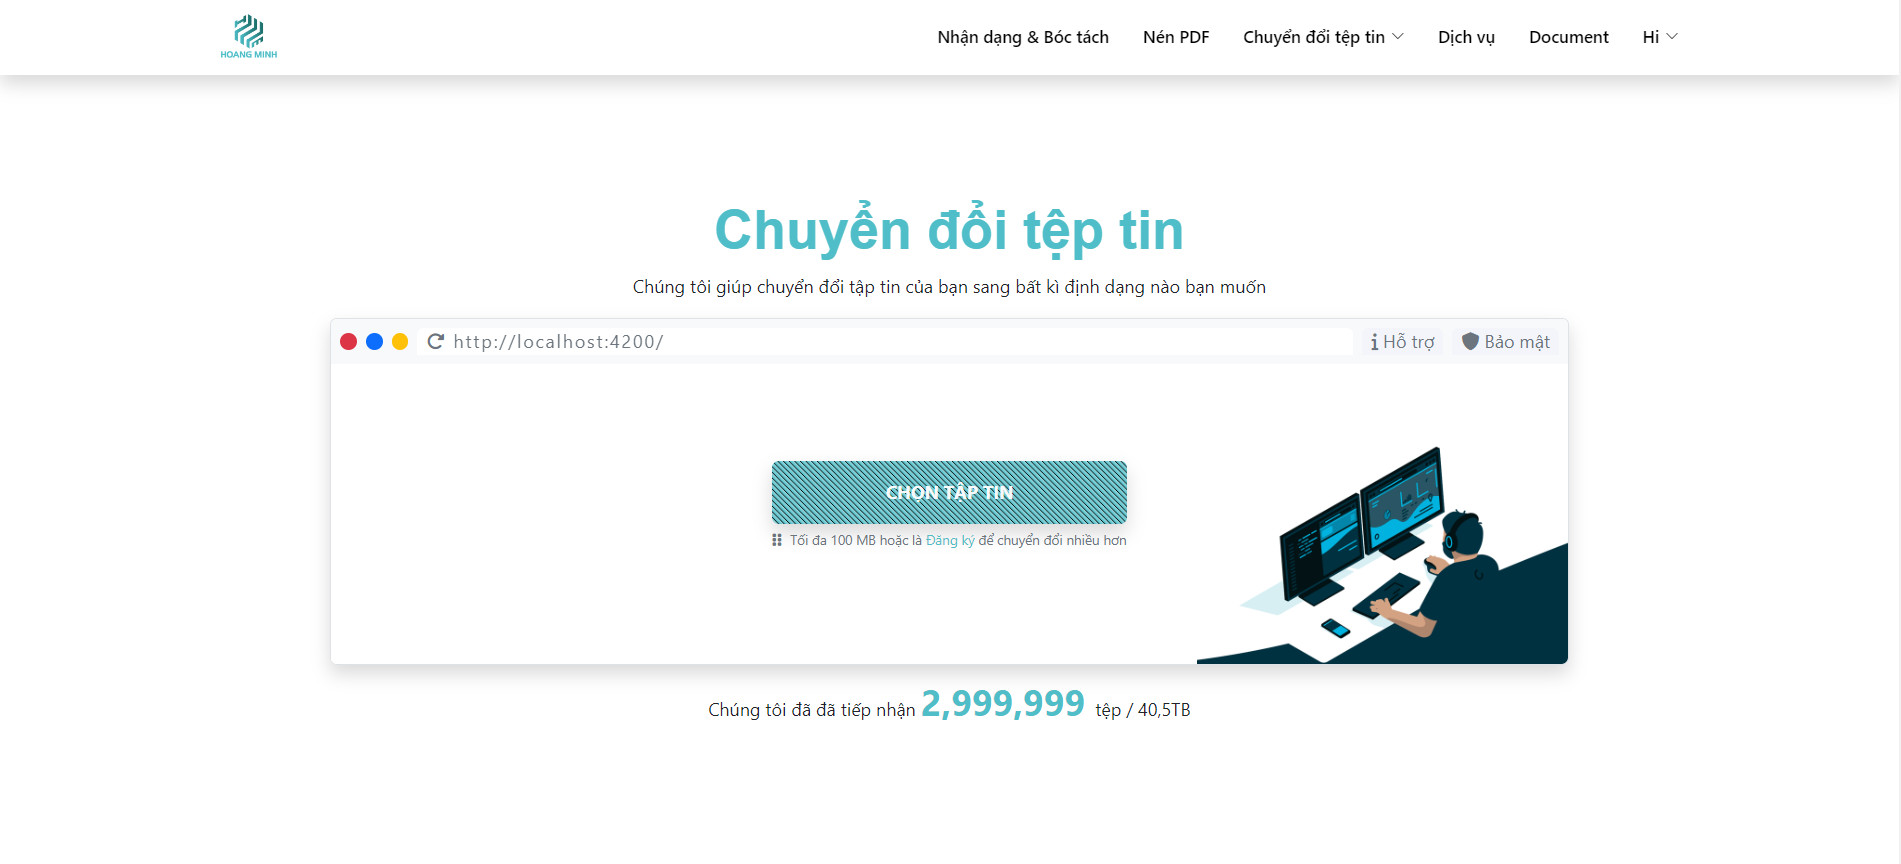 HOANG MINH
Nhận dạng & Bóc tách Nén PDF Chuyển đổi tệp tin Dịch vụ Document Hi
Chuyển đổi tệp tin
Chúng tôi giúp chuyển đổi tập tin của bạn sang bất kì định dạng nào bạn muốn
http://localhost:4200/ Hỗ trợ Bảo mật
CHỌN TẬP TIN
Tối đa 100 MB hoặc là Đăng ký để chuyển đổi nhiều hơn
Chúng tôi đã đã tiếp nhận 2,999,999 tệp / 40,5TB